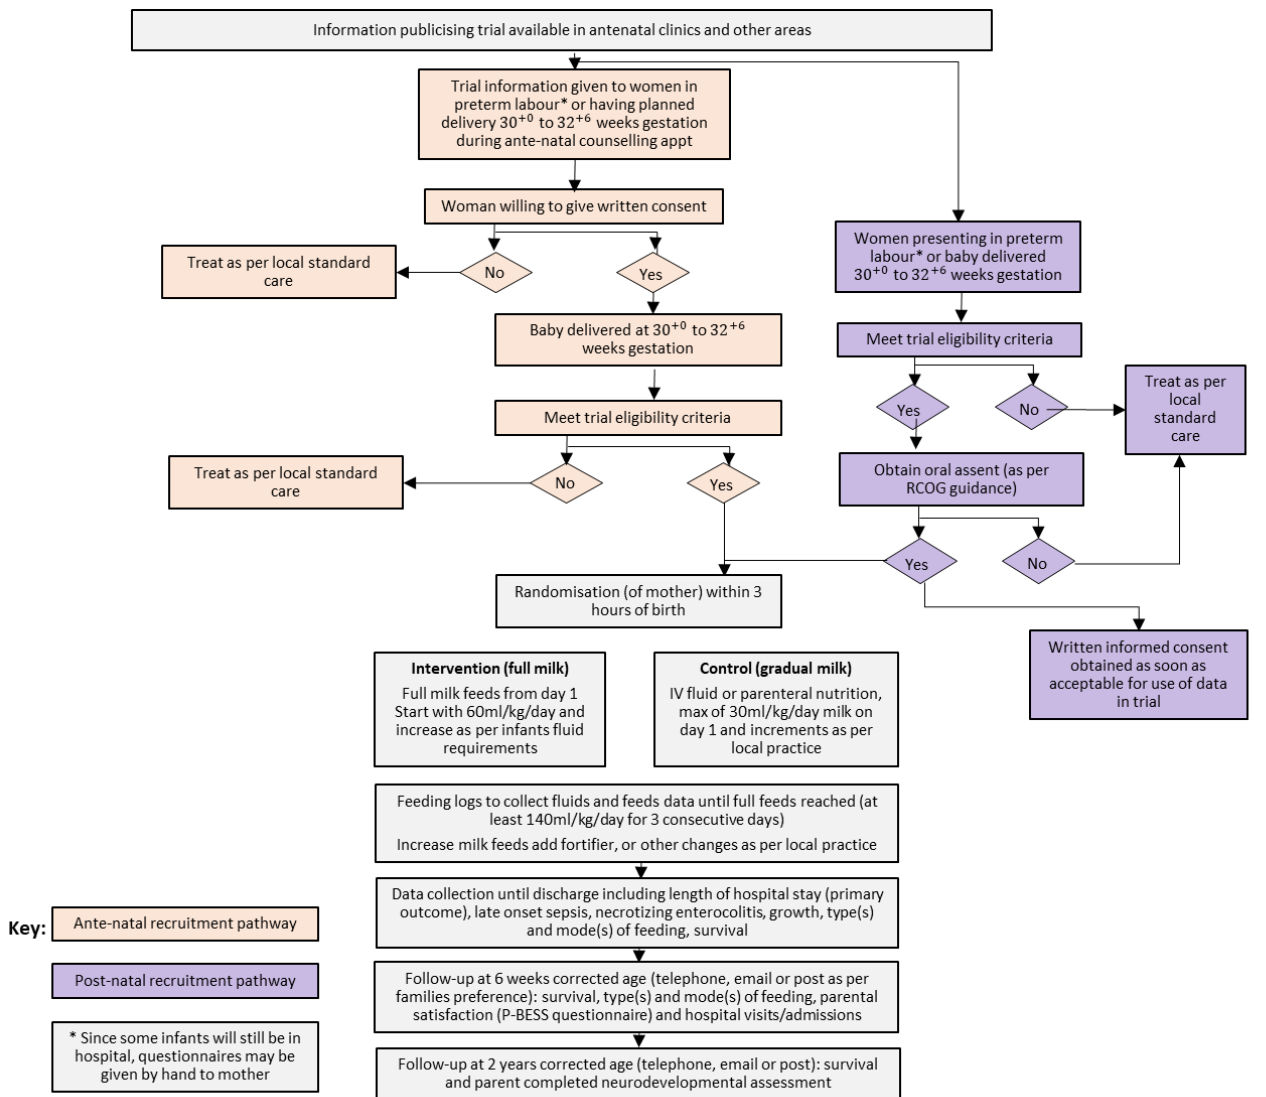 Information publicising trial available in antenatal clinics and other areas
Trial information given to women in
preterm labour* or having planned
delivery 30⁺⁰ to 32⁺⁶ weeks gestation
during ante-natal counselling appt
Woman willing to give written consent
Treat as per local standard
care
No
Yes
Baby delivered at 30⁺⁰ to 32⁺⁶
weeks gestation
Meet trial eligibility criteria
Treat as per local standard
care
No
Yes
Women presenting in preterm
labour* or baby delivered
30⁺⁰ to 32⁺⁶ weeks gestation
Meet trial eligibility criteria
Yes
No
Treat as per
local
standard
care
Obtain oral assent (as per
RCOG guidance)
Yes
No
Written informed consent
obtained as soon as
acceptable for use of data
in trial
Randomisation (of mother) within 3
hours of birth
Intervention (full milk)
Full milk feeds from day 1
Start with 60ml/kg/day and
increase as per infants fluid
requirements
Control (gradual milk)
IV fluid or parenteral nutrition,
max of 30ml/kg/day milk on
day 1 and increments as per
local practice
Feeding logs to collect fluids and feeds data until full feeds reached (at
least 140ml/kg/day for 3 consecutive days)
Increase milk feeds add fortifier, or other changes as per local practice
Data collection until discharge including length of hospital stay (primary
outcome), late onset sepsis, necrotizing enterocolitis, growth, type(s)
and mode(s) of feeding, survival
Follow-up at 6 weeks corrected age (telephone, email or post as per
families preference): survival, type(s) and mode(s) of feeding, parental
satisfaction (P-BESS questionnaire) and hospital visits/admissions
Follow-up at 2 years corrected age (telephone, email or post): survival
and parent completed neurodevelopmental assessment
Key:
Ante-natal recruitment pathway
Post-natal recruitment pathway
* Since some infants will still be in
hospital, questionnaires may be
given by hand to mother